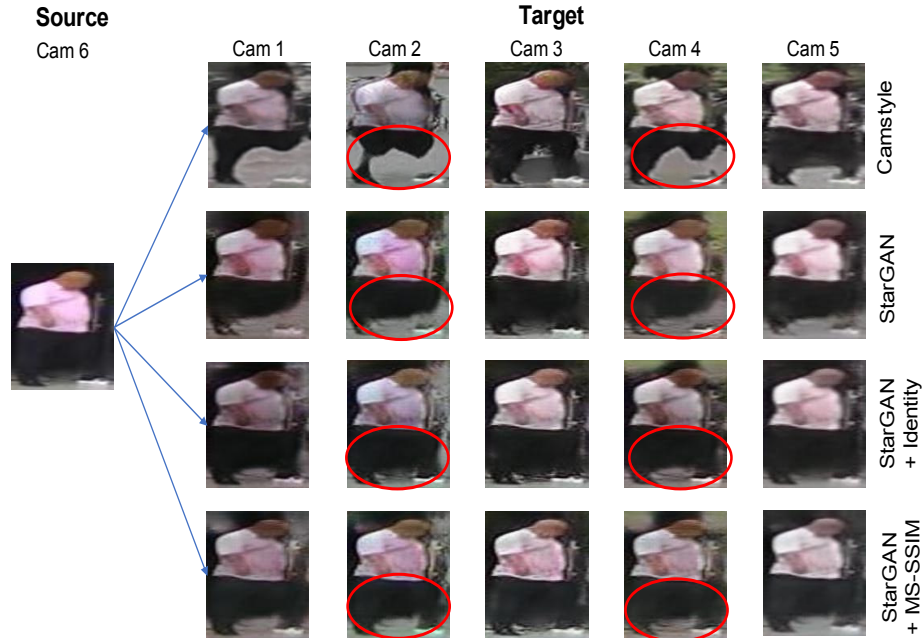 Source
Target
Cam 6
Cam 1
Cam 2
Cam 3
Cam 4
Cam 5
Camstyle
StarGAN
StarGAN
+ Identity
StarGAN
+ MS-SSIM